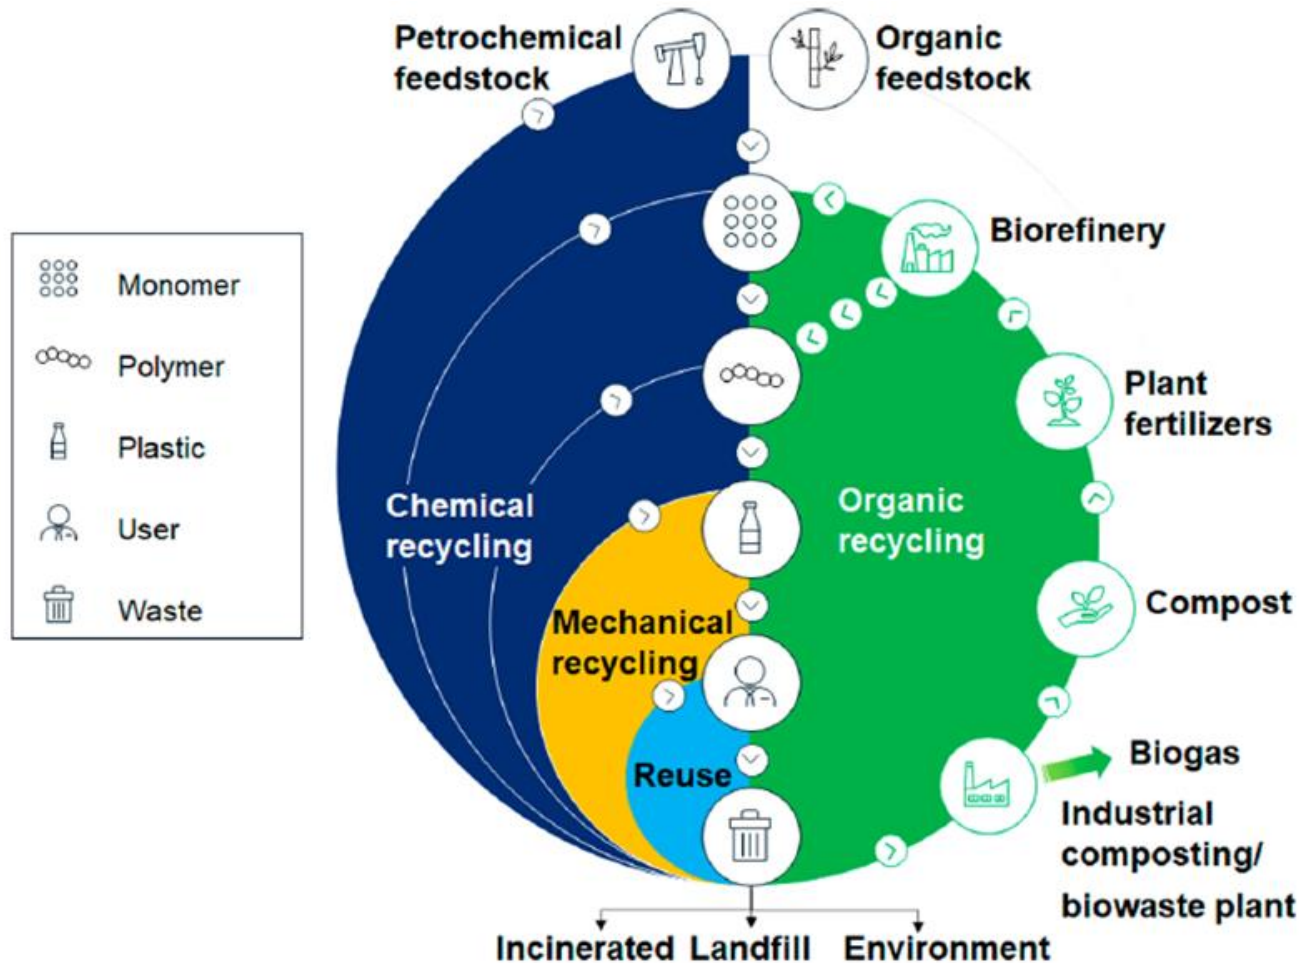 Petrochemical
feedstock
Organic
feedstock
Biorefinery
Monomer
Polymer
Plastic
User
Waste
Plant
fertilizers
Chemical
recycling
Organic
recycling
Compost
Mechanical
recycling
Reuse
Biogas
Industrial
composting/
biowaste plant
Incinerated
Landfill
Environment